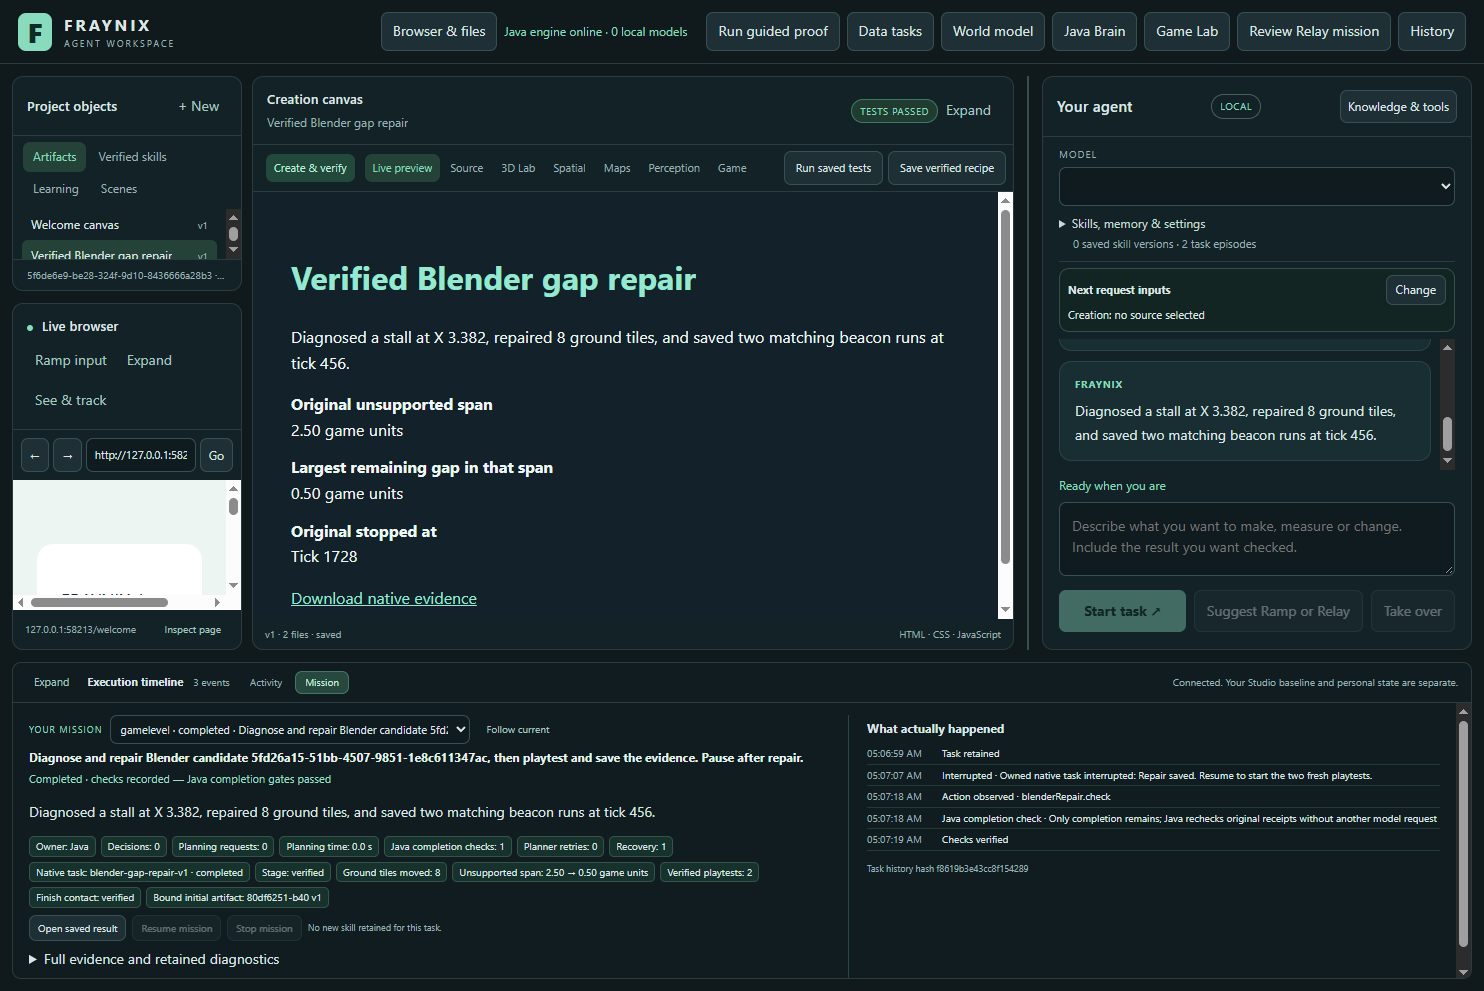 F
FRAYNIX
AGENT WORKSPACE
Browser & files
Java engine online · 0 local models
Run guided proof
Data tasks
World model
Java Brain
Game Lab
Review Relay mission
History
Project objects
+ New
Artifacts
Verified skills
Learning
Scenes
Welcome canvas
v1
Verified Blender gap repair
v1
5f6de6e9-be28-324f-9d10-8436666a28b3 -...
Live browser
Ramp input
Expand
See & track
←
→
http://127.0.0.1:582
Go
127.0.0.1:58213/welcome
Inspect page
Creation canvas
Verified Blender gap repair
TESTS PASSED
Expand
Create & verify
Live preview
Source
3D Lab
Spatial
Maps
Perception
Game
Run saved tests
Save verified recipe
Verified Blender gap repair
Diagnosed a stall at X 3.382, repaired 8 ground tiles, and saved two matching beacon runs at
tick 456.
Original unsupported span
2.50 game units
Largest remaining gap in that span
0.50 game units
Original stopped at
Tick 1728
Download native evidence
v1 · 2 files · saved
HTML · CSS · JavaScript
Your agent
LOCAL
Knowledge & tools
MODEL
Skills, memory & settings
0 saved skill versions · 2 task episodes
Next request inputs
Change
Creation: no source selected
FRAYNIX
Diagnosed a stall at X 3.382, repaired 8 ground tiles,
and saved two matching beacon runs at tick 456.
Ready when you are
Describe what you want to make, measure or change.
Include the result you want checked.
Start task ↗
Suggest Ramp or Relay
Take over
Expand
Execution timeline
3 events
Activity
Mission
Connected. Your Studio baseline and personal state are separate.
YOUR MISSION
gamelevel · completed · Diagnose and repair Blender candidate 5fd
Follow current
Diagnose and repair Blender candidate 5fd26a15-51bb-4507-9851-1e8c611347ac, then playtest and save the evidence. Pause after repair.
Completed · checks recorded — Java completion gates passed
Diagnosed a stall at X 3.382, repaired 8 ground tiles, and saved two matching beacon runs at tick 456.
Owner: Java
Decisions: 0
Planning requests: 0
Planning time: 0.0 s
Java completion checks: 1
Planner retries: 0
Recovery: 1
Native task: blender-gap-repair-v1 · completed
Stage: verified
Ground tiles moved: 8
Unsupported span: 2.50 → 0.50 game units
Verified playtests: 2
Finish contact: verified
Bound initial artifact: 80df6251-b40 v1
Open saved result
Resume mission
Stop mission
No new skill retained for this task.
Full evidence and retained diagnostics
What actually happened
05:06:59 AM Task retained
05:07:07 AM Interrupted · Owned native task interrupted: Repair saved. Resume to start the two fresh playtests.
05:07:18 AM Action observed · blenderRepair.check
05:07:18 AM Java completion check · Only completion remains; Java rechecks original receipts without another model request
05:07:19 AM Checks verified
Task history hash f8619b3e43cc8f154289